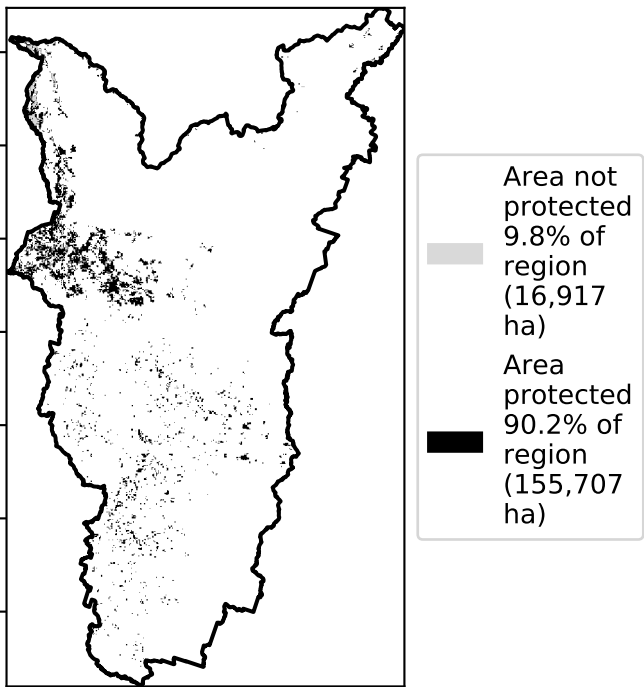 Area not
protected
9.8% of
region
(16,917
ha)
Area
protected
90.2% of
region
(155,707
ha)